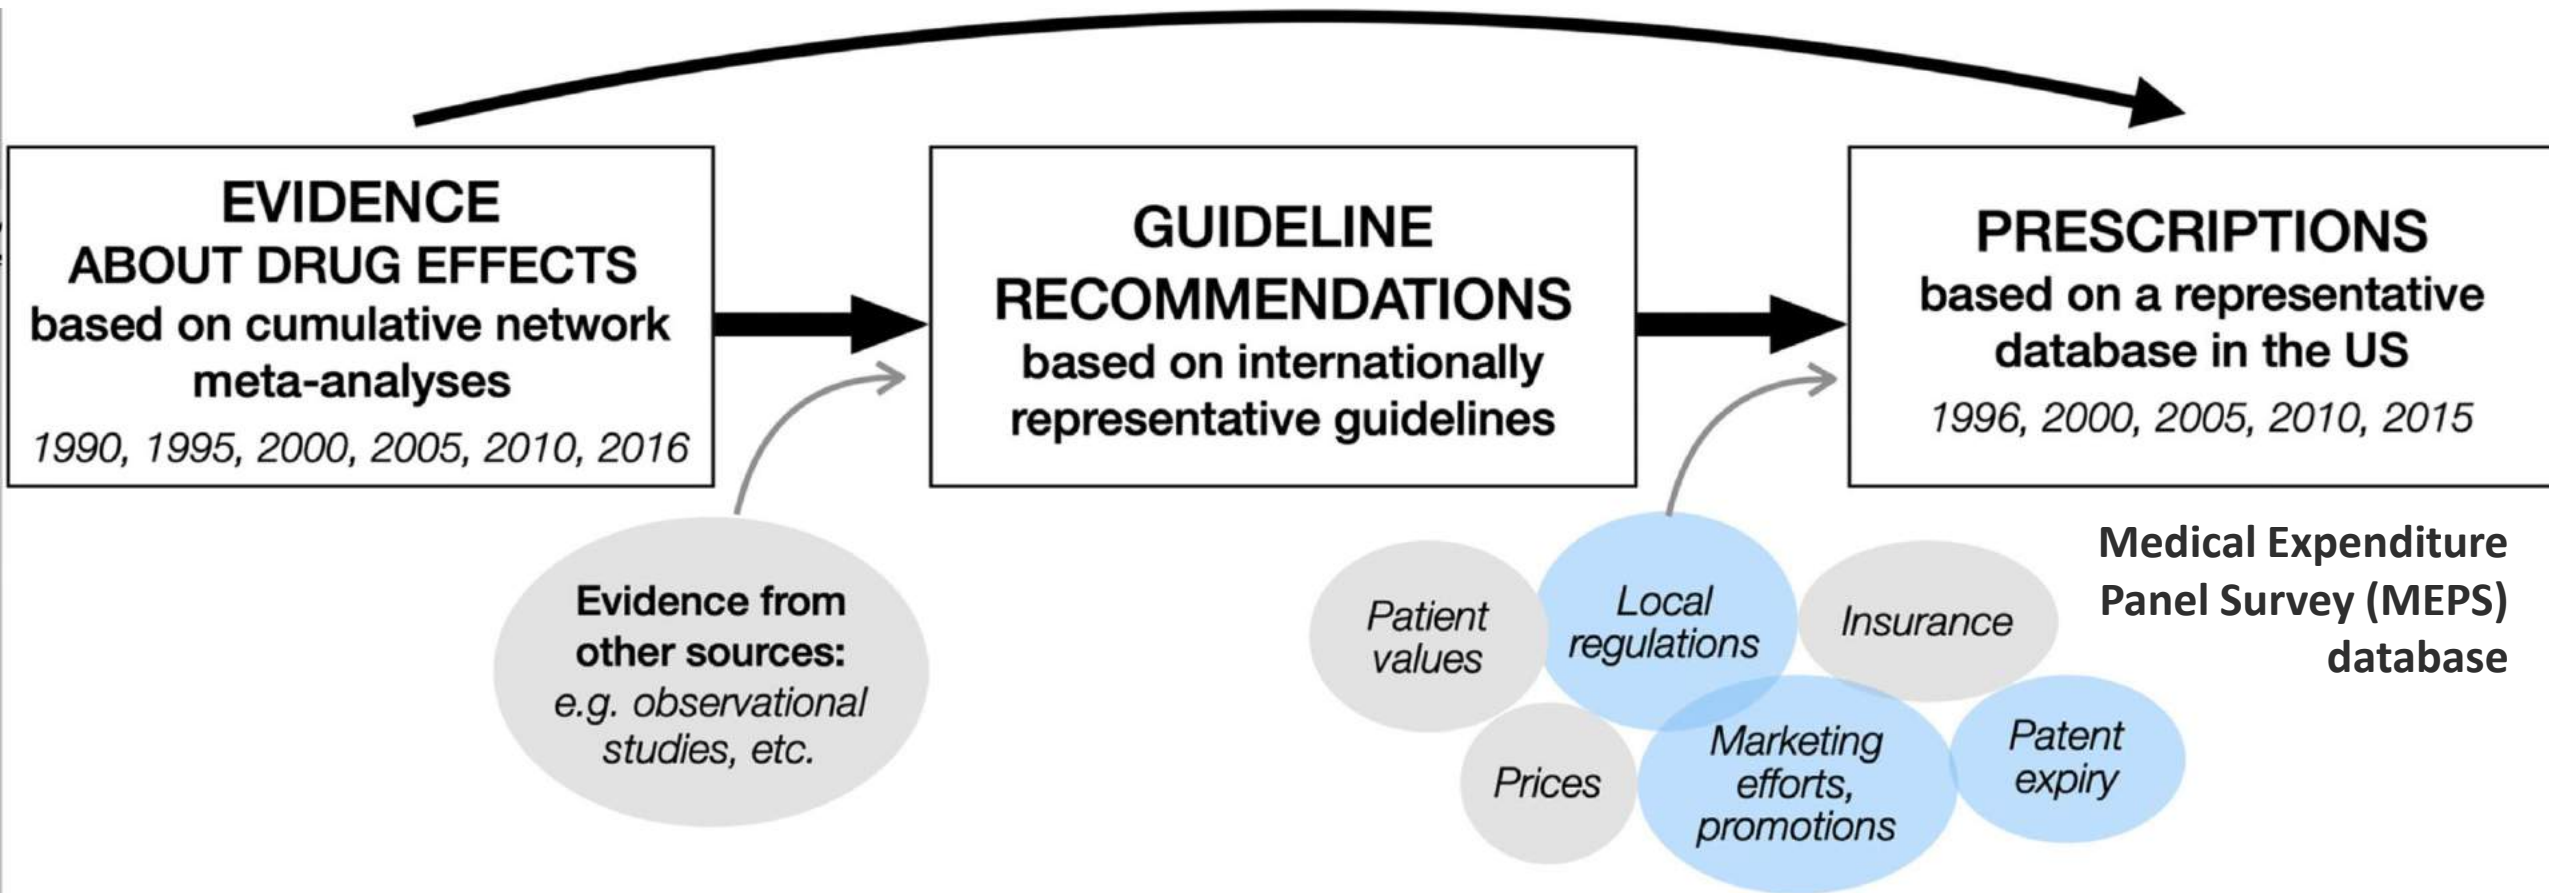 EVIDENCE
ABOUT DRUG EFFECTS
based on cumulative network
meta-analyses
1990, 1995, 2000, 2005, 2010, 2016
GUIDELINE
RECOMMENDATIONS
based on internationally
representative guidelines
PRESCRIPTIONS
based on a representative
database in the US
1996, 2000, 2005, 2010, 2015
Evidence from
other sources:
e.g. observational
studies, etc.
Patient
values
Local
regulations
Insurance
Prices
Marketing
efforts,
promotions
Patent
expiry
Medical Expenditure
Panel Survey (MEPS)
database